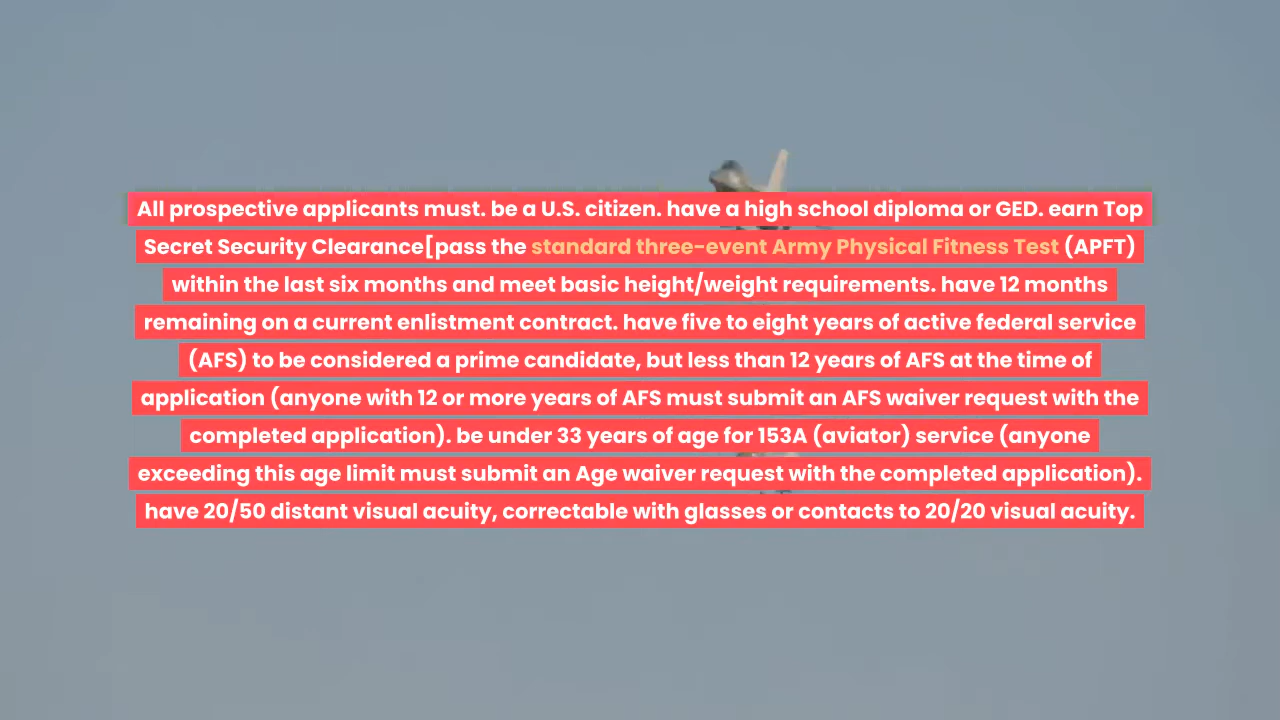 All prospective applicants must. be a U.S. citizen. have a high school diploma or GED. earn Top
Secret Security Clearance[pass the standard three-event Army Physical Fitness Test (APFT)
within the last six months and meet basic height/weight requirements. have 12 months
remaining on a current enlistment contract. have five to eight years of active federal service
(AFS) to be considered a prime candidate, but less than 12 years of AFS at the time of
application (anyone with 12 or more years of AFS must submit an AFS waiver request with the
completed application). be under 33 years of age for 153A (aviator) service (anyone
exceeding this age limit must submit an Age waiver request with the completed application).
have 20/50 distant visual acuity, correctable with glasses or contacts to 20/20 visual acuity.